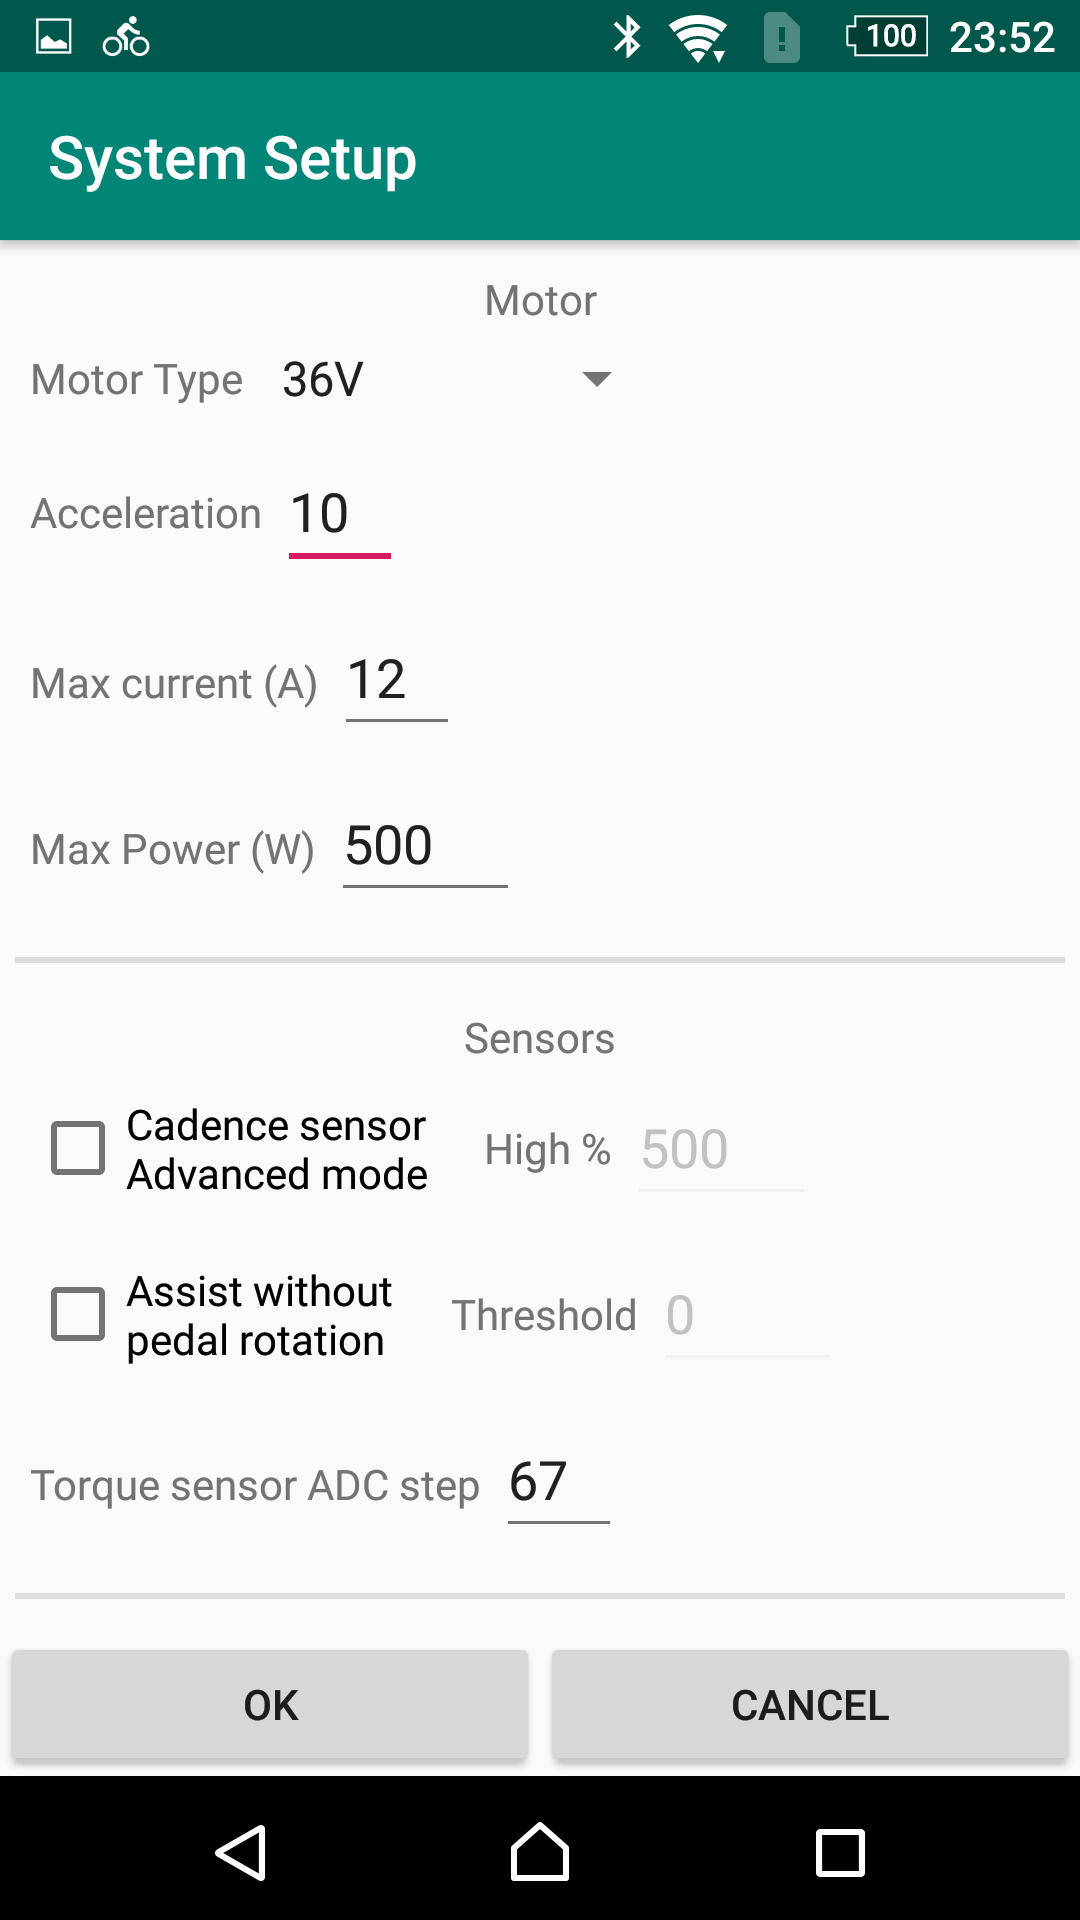 100 23:52
System Setup
Motor
Motor Type 36V
Acceleration 10
Max current (A) 12
Max Power (W) 500
Sensors
Cadence sensor
Advanced mode
High % 500
Assist without
pedal rotation
Threshold 0
Torque sensor ADC step 67
OK CANCEL